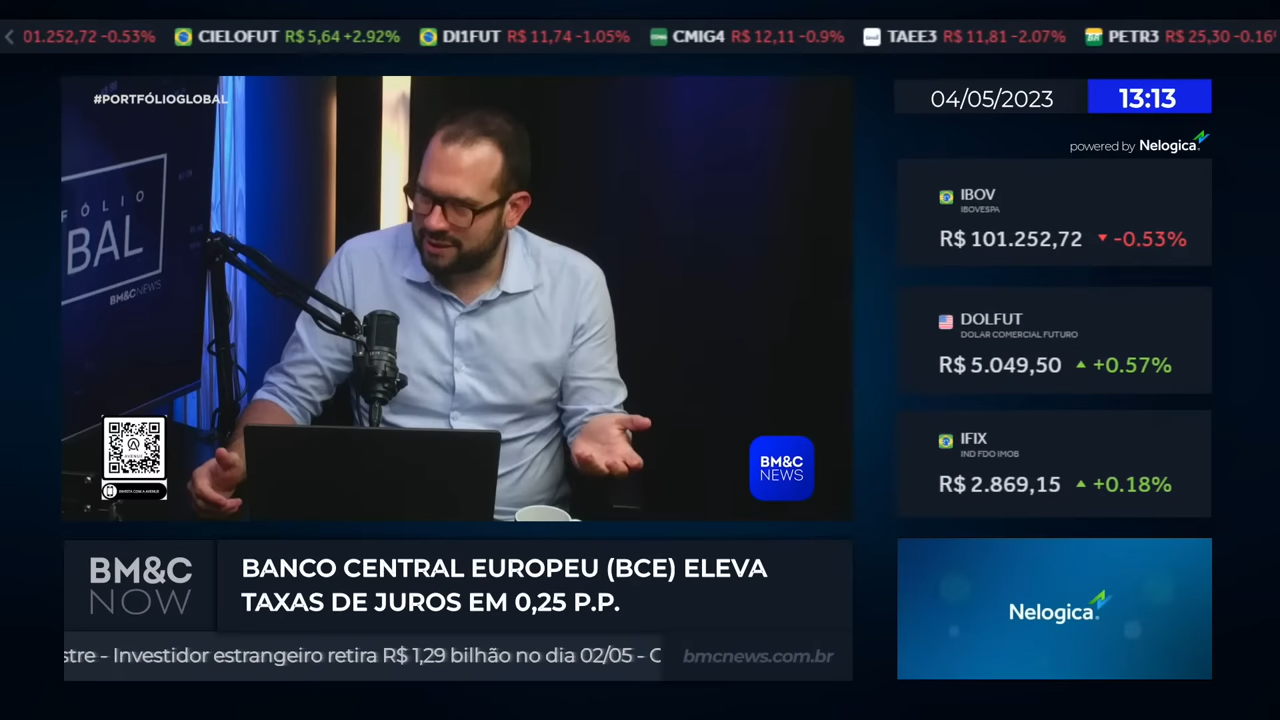 01.252,72 -0.53% CIELOFUT R$ 5,64 +2.92% DI1FUT R$ 11,74 -1.05% CMIG4 R$ 12,11 -0.9% TAEE3 R$ 11,81 -2.07% PETR3 R$ 25,30 -0.16
#PORTFÓLIOGLOBAL
04/05/2023 13:13
powered by Nelogica
FÓLIO
BAL
BM&C NEWS
IBOV
IBOVESPA
R$ 101.252,72 -0.53%
DOLFUT
DOLAR COMERCIAL FUTURO
R$ 5.049,50 +0.57%
IFIX
IND FDO IMOB
R$ 2.869,15 +0.18%
INVISTA COM A AVENUE
BM&C
NEWS
BM&C
NOW
BANCO CENTRAL EUROPEU (BCE) ELEVA
TAXAS DE JUROS EM 0,25 P.P.
stre - Investidor estrangeiro retira R$ 1,29 bilhão no dia 02/05 - C
bmcnews.com.br
Nelogica